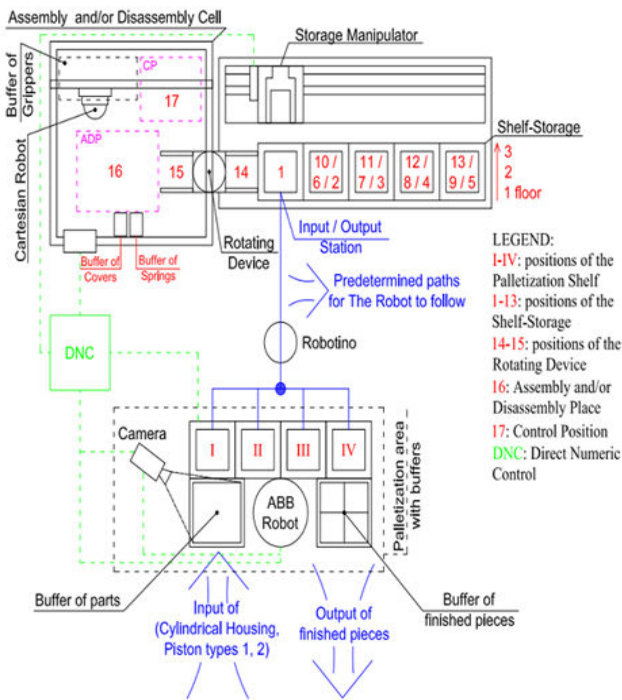 Assembly and/or Disassembly Cell
Storage Manipulator
Buffer of
Grippers
CP
17
Cartesian Robot
ADP
16
15
14
1
10 /
6 / 2
11 /
7 / 3
12 /
8 / 4
13 /
9 / 5
Shelf-Storage
3
2
1 floor
Buffer of
Covers
Buffer of
Springs
Rotating
Device
Input / Output
Station
Predetermined paths
for The Robot to follow
Robotino
LEGEND:
I-IV: positions of the
Palletization Shelf
1-13: positions of the
Shelf-Storage
14-15: positions of the
Rotating Device
16: Assembly and/or
Disassembly Place
17: Control Position
DNC: Direct Numeric
Control
DNC
Camera
I
II
III
IV
ABB
Robot
Palletization area
with buffers
Buffer of parts
Input of
(Cylindrical Housing,
Piston types 1, 2)
Output of
finished pieces
Buffer of
finished pieces